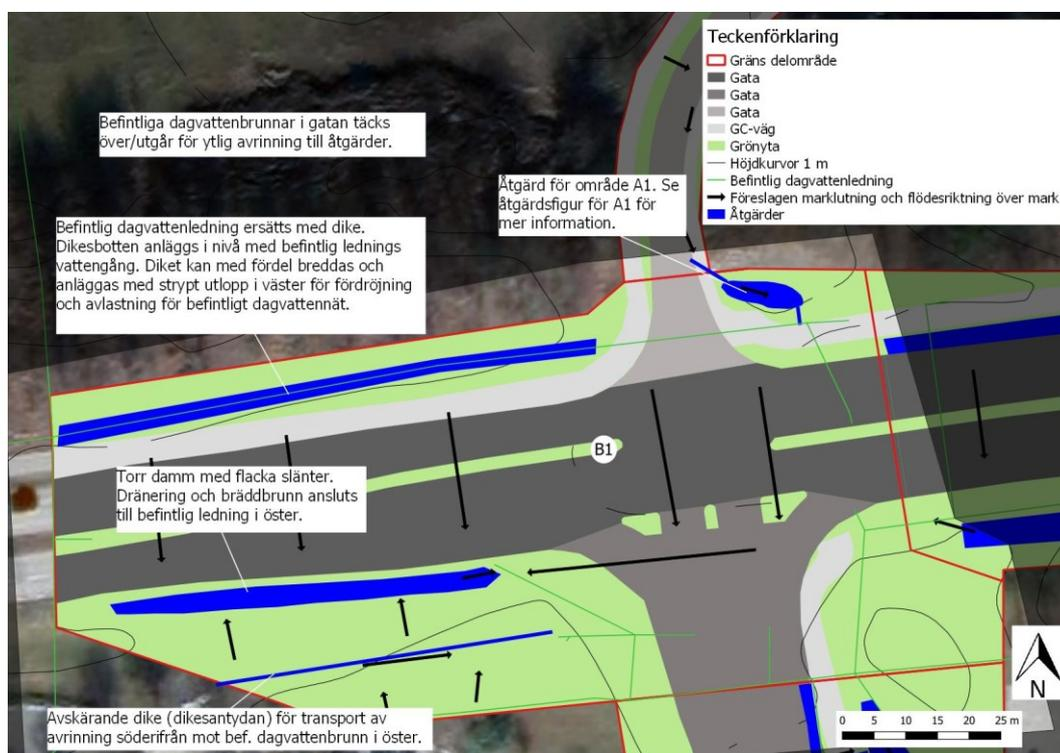 Teckenförklaring
Gräns delområde
Gata
Gata
Gata
GC-väg
Grönyta
Höjdkurvor 1 m
Befintlig dagvattenledning
Föreslagen marklutning och flödesriktning över mark
Åtgärder
Befintliga dagvattenbrunnar i gatan täcks
över/utgår för ytlig avrinning till åtgärder.
Åtgärd för område A1. Se
åtgärdsfigur för A1 för
mer information.
Befintlig dagvattenledning ersätts med dike.
Dikesbotten anläggs i nivå med befintlig lednings
vattengång. Diket kan med fördel breddas och
anläggas med strypt utlopp i väster för fördröjning
och avlastning för befintligt dagvattennät.
B1
Torr damm med flacka slänter.
Dränering och bräddbrunn ansluts
till befintlig ledning i öster.
Avskärande dike (dikesantydan) för transport av
avrinning söderifrån mot bef. dagvattenbrunn i öster.
N
0 5 10 15 20 25 m